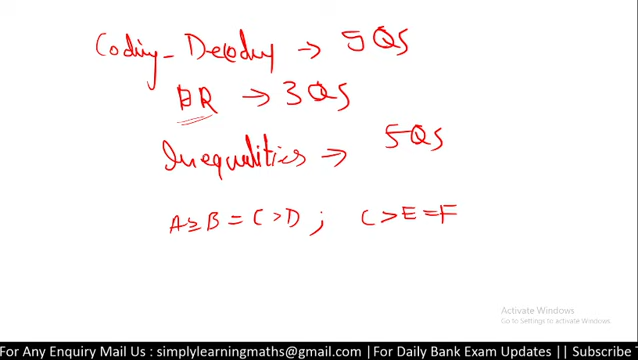 Coding-Decoding → 5 QS
BR → 3 QS
Inequalities → 5 QS
A ≥ B = C > D ; C > E = F
Activate Windows
Go to Settings to activate Windows.
For Any Enquiry Mail Us : simplylearningmaths@gmail.com |For Daily Bank Exam Updates || Subscribe